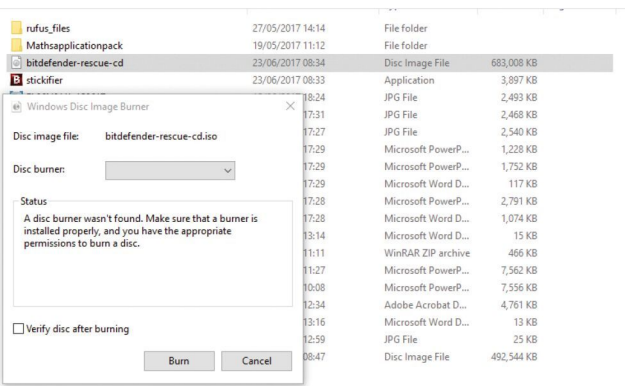 rufus_files 27/05/2017 14:14 File folder
Mathsapplicationpack 19/05/2017 11:12 File folder
bitdefender-rescue-cd 23/06/2017 08:34 Disc Image File 683,008 KB
B stickifier 23/06/2017 08:33 Application 3,897 KB
Windows Disc Image Burner
Disc image file: bitdefender-rescue-cd.iso
Disc burner:
Status
A disc burner wasn't found. Make sure that a burner is
installed properly, and you have the appropriate
permissions to burn a disc.
Verify disc after burning
Burn Cancel
18:24 JPG File 2,493 KB
17:31 JPG File 2,468 KB
17:27 JPG File 2,540 KB
17:29 Microsoft PowerP... 1,228 KB
17:29 Microsoft PowerP... 1,752 KB
17:29 Microsoft Word D... 117 KB
17:28 Microsoft PowerP... 2,791 KB
17:28 Microsoft Word D... 1,074 KB
13:14 Microsoft Word D... 15 KB
11:11 WinRAR ZIP archive 466 KB
11:27 Microsoft PowerP... 7,562 KB
10:08 Microsoft PowerP... 7,556 KB
12:34 Adobe Acrobat D... 4,761 KB
13:16 Microsoft Word D... 13 KB
12:59 JPG File 25 KB
08:47 Disc Image File 492,544 KB